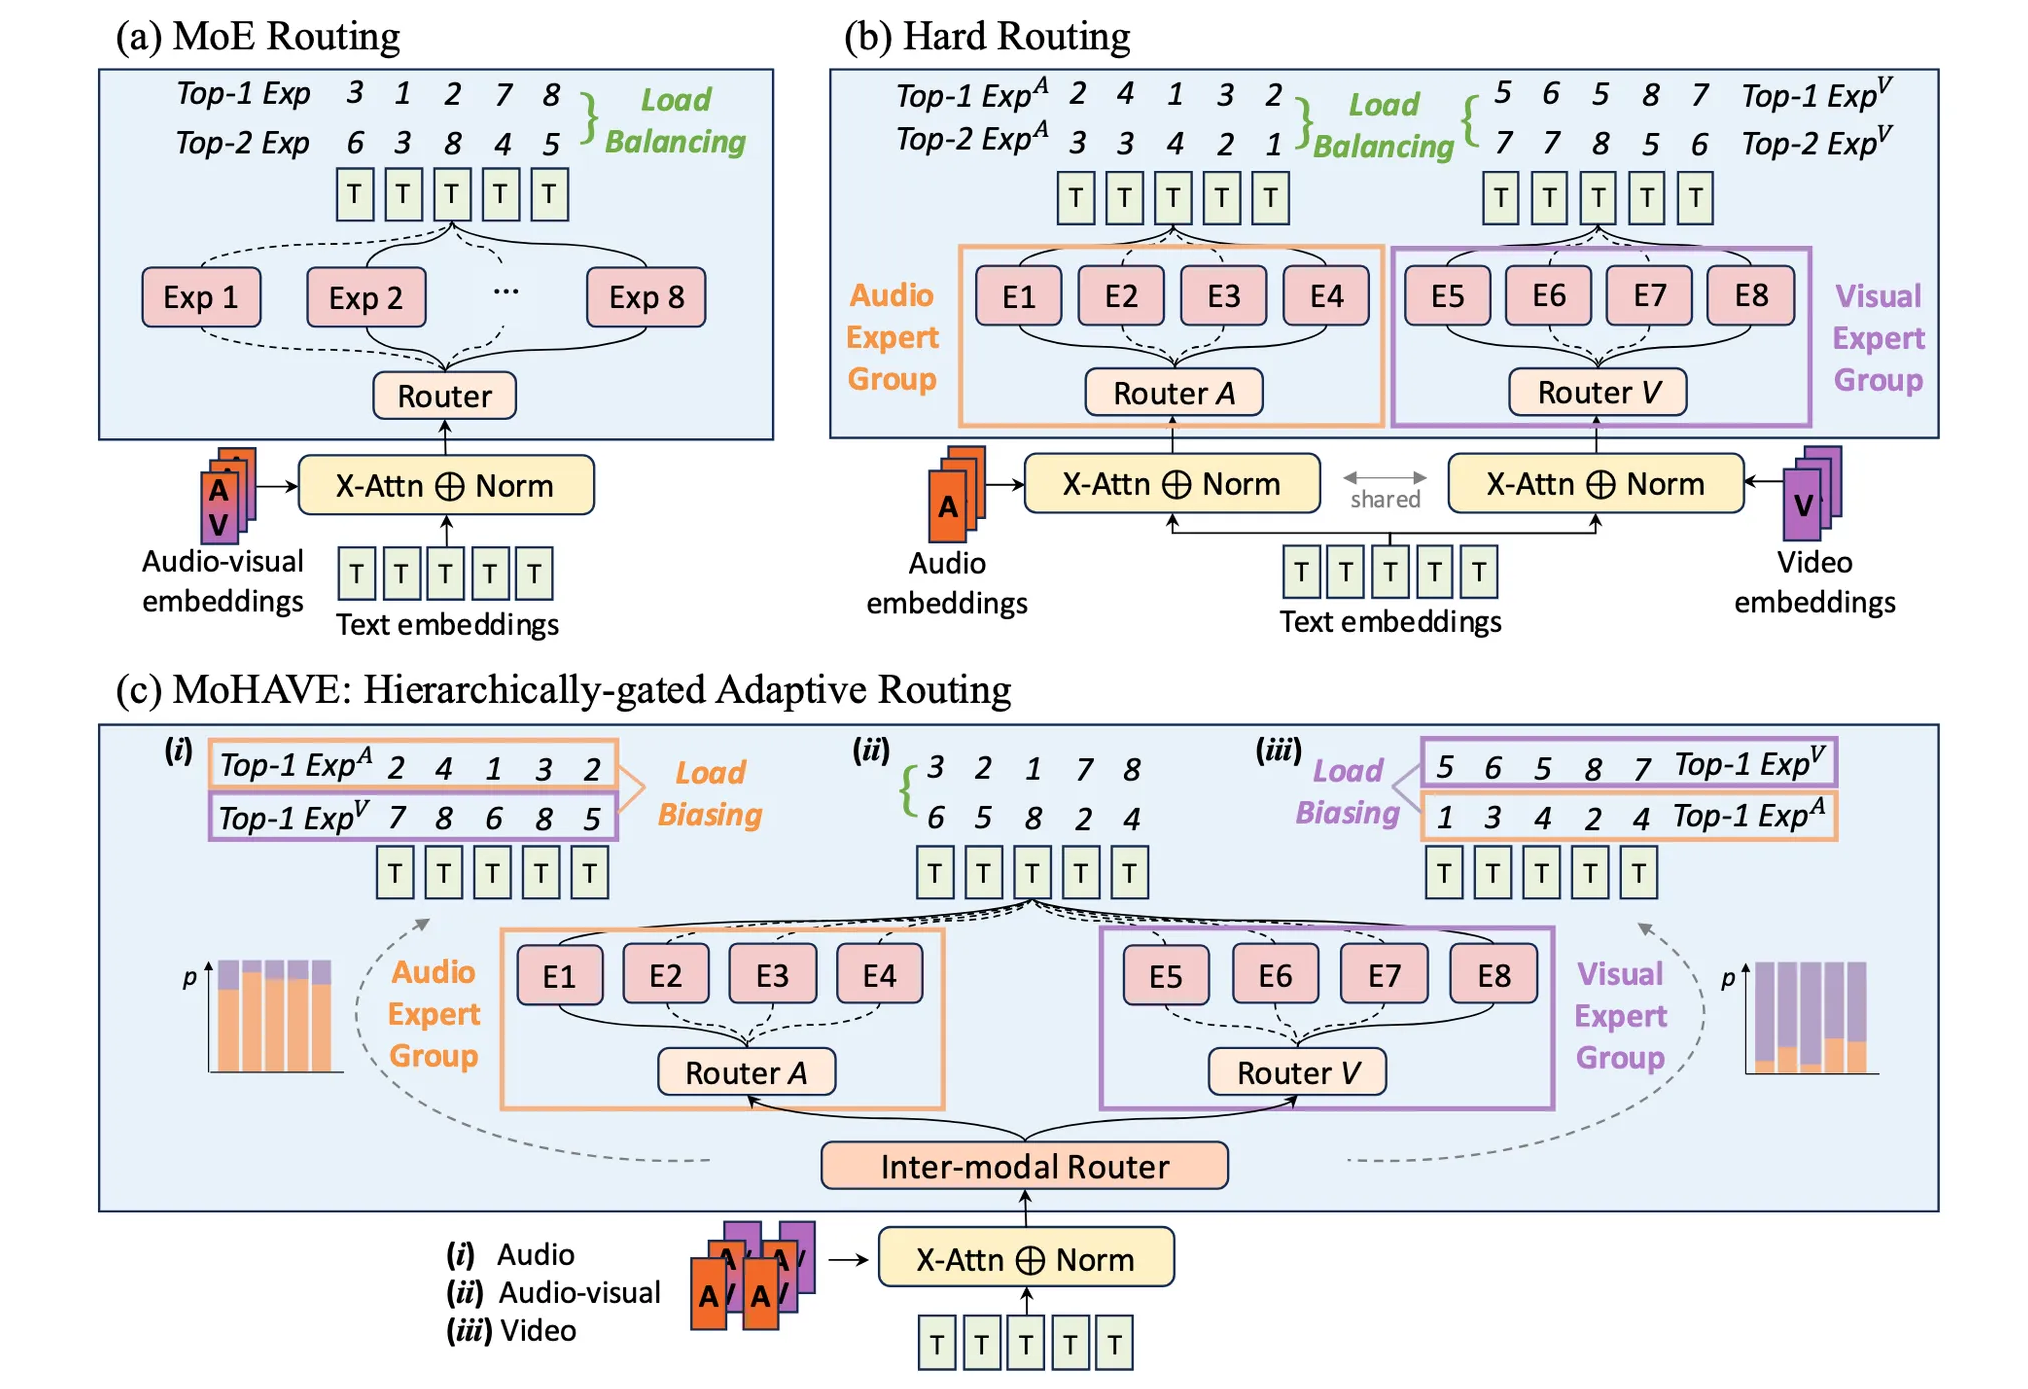 (a) MoE Routing
Top-1 Exp 3 1 2 7 8
Top-2 Exp 6 3 8 4 5
Load
Balancing
T T T T T
Exp 1 Exp 2 ... Exp 8
Router
X-Attn ⊕ Norm
A
V
Audio-visual
embeddings
T T T T T
Text embeddings
(b) Hard Routing
Top-1 Exp^A 2 4 1 3 2
Top-2 Exp^A 3 3 4 2 1
Load
Balancing
5 6 5 8 7 Top-1 Exp^V
7 7 8 5 6 Top-2 Exp^V
T T T T T
T T T T T
Audio
Expert
Group
E1 E2 E3 E4
Router A
E5 E6 E7 E8
Router V
Visual
Expert
Group
A
X-Attn ⊕ Norm
shared
X-Attn ⊕ Norm
V
Audio
embeddings
T T T T T
Text embeddings
Video
embeddings
(c) MoHAVE: Hierarchically-gated Adaptive Routing
(i)
Top-1 Exp^A 2 4 1 3 2
Top-1 Exp^V 7 8 6 8 5
Load
Biasing
T T T T T
(ii)
3 2 1 7 8
6 5 8 2 4
T T T T T
(iii)
Load
Biasing
5 6 5 8 7 Top-1 Exp^V
1 3 4 2 4 Top-1 Exp^A
T T T T T
p
Audio
Expert
Group
E1 E2 E3 E4
Router A
E5 E6 E7 E8
Router V
Visual
Expert
Group
p
Inter-modal Router
(i) Audio
(ii) Audio-visual
(iii) Video
A V A V
A A
X-Attn ⊕ Norm
T T T T T